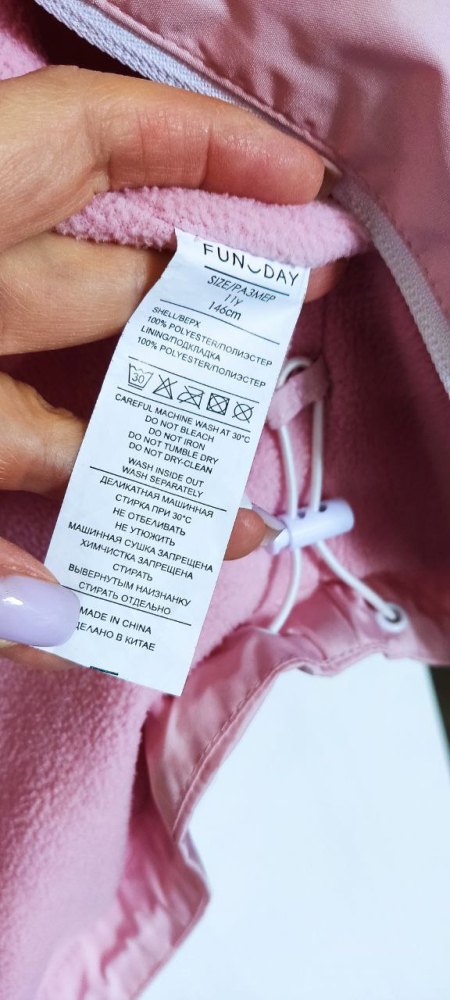 FUN DAY
SIZE/РАЗМЕР
11Y
146cm
SHELL/ВЕРХ
100% POLYESTER/ПОЛИЭСТЕР
LINING/ПОДКЛАДКА
100% POLYESTER/ПОЛИЭСТЕР
30
CAREFUL MACHINE WASH AT 30°C
DO NOT BLEACH
DO NOT IRON
DO NOT TUMBLE DRY
DO NOT DRY-CLEAN
WASH INSIDE OUT
WASH SEPARATELY
ДЕЛИКАТНАЯ МАШИННАЯ
СТИРКА ПРИ 30°C
НЕ ОТБЕЛИВАТЬ
НЕ УТЮЖИТЬ
МАШИННАЯ СУШКА ЗАПРЕЩЕНА
ХИМЧИСТКА ЗАПРЕЩЕНА
СТИРАТЬ
ВЫВЕРНУТЫМ НАИЗНАНКУ
СТИРАТЬ ОТДЕЛЬНО
MADE IN CHINA
ДЕЛАНО В КИТАЕ